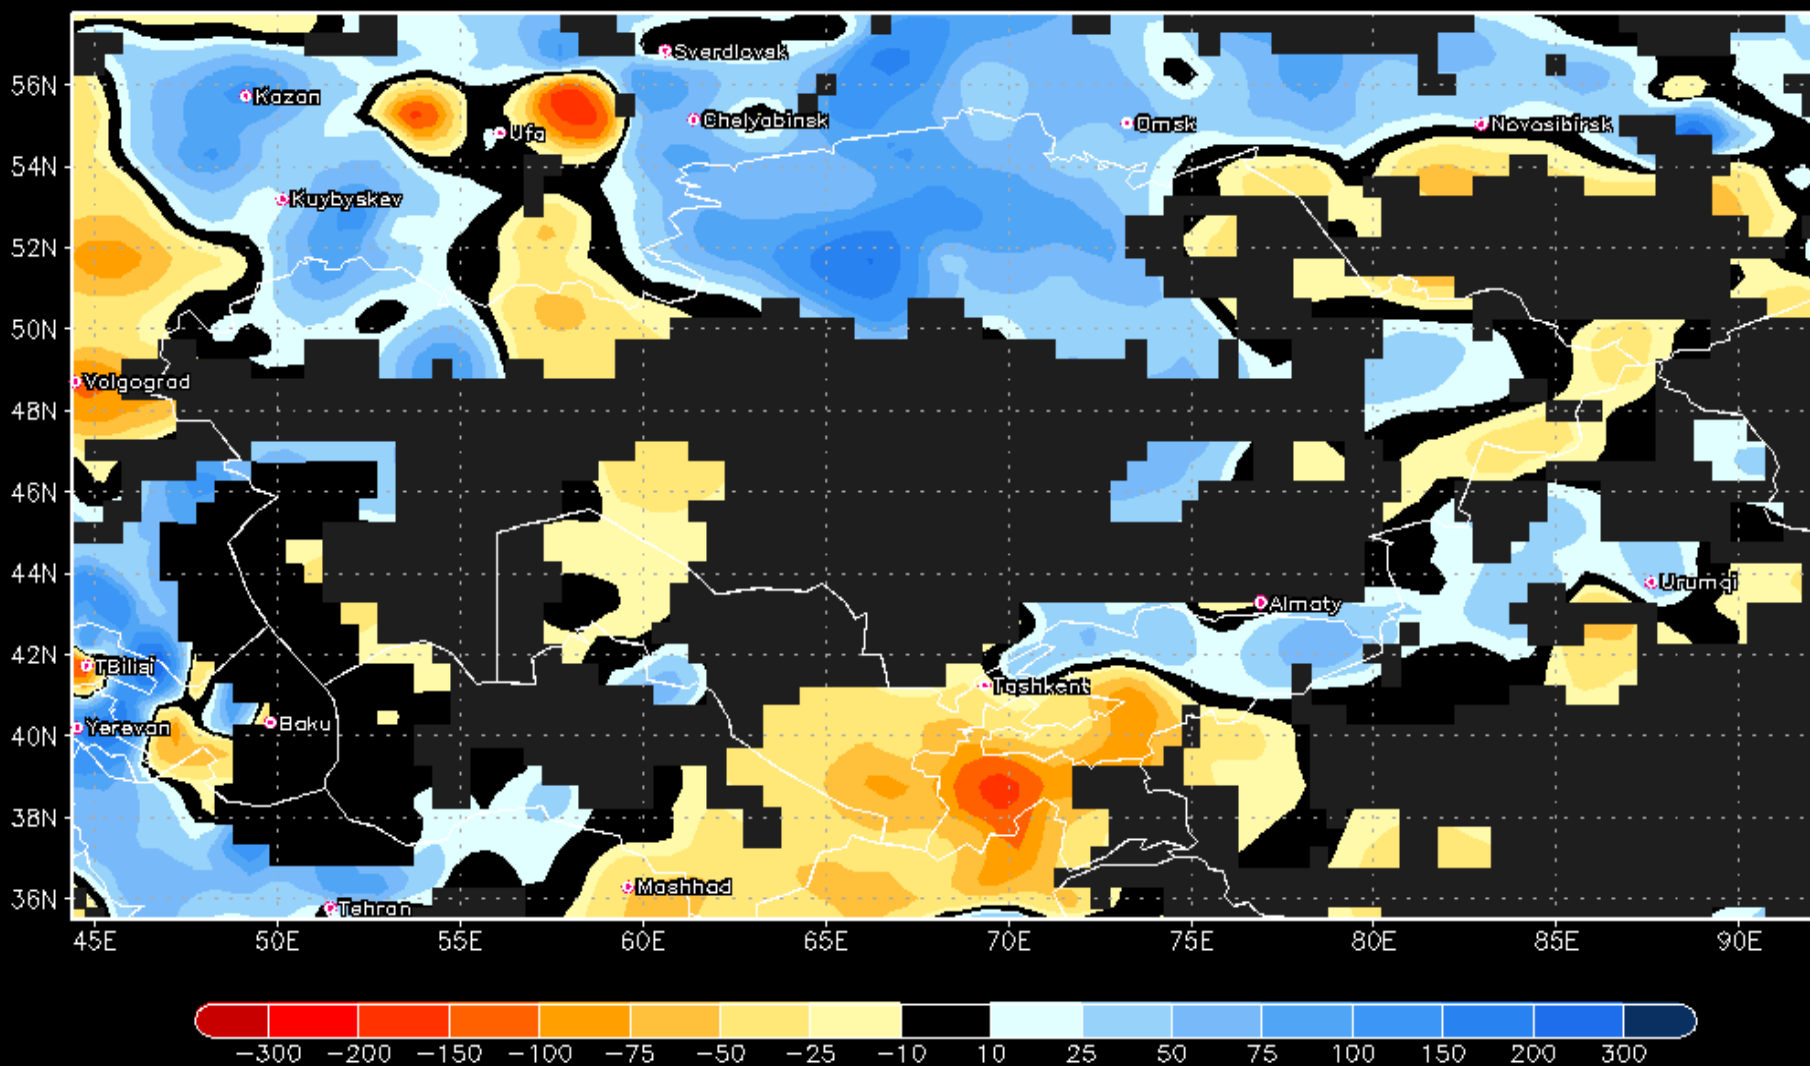 Sverdlovsk
56N
Kazan
Chelyabinsk
Omsk
Novosibirsk
Ufa
54N
Kuybyskev
52N
50N
Volgograd
48N
46N
44N
Urumqi
Almaty
42N
TBilisi
Tashkent
Yerevan
Baku
40N
38N
Mashhad
36N
Tehran
45E 50E 55E 60E 65E 70E 75E 80E 85E 90E
−300 −200 −150 −100 −75 −50 −25 −10 10 25 50 75 100 150 200 300